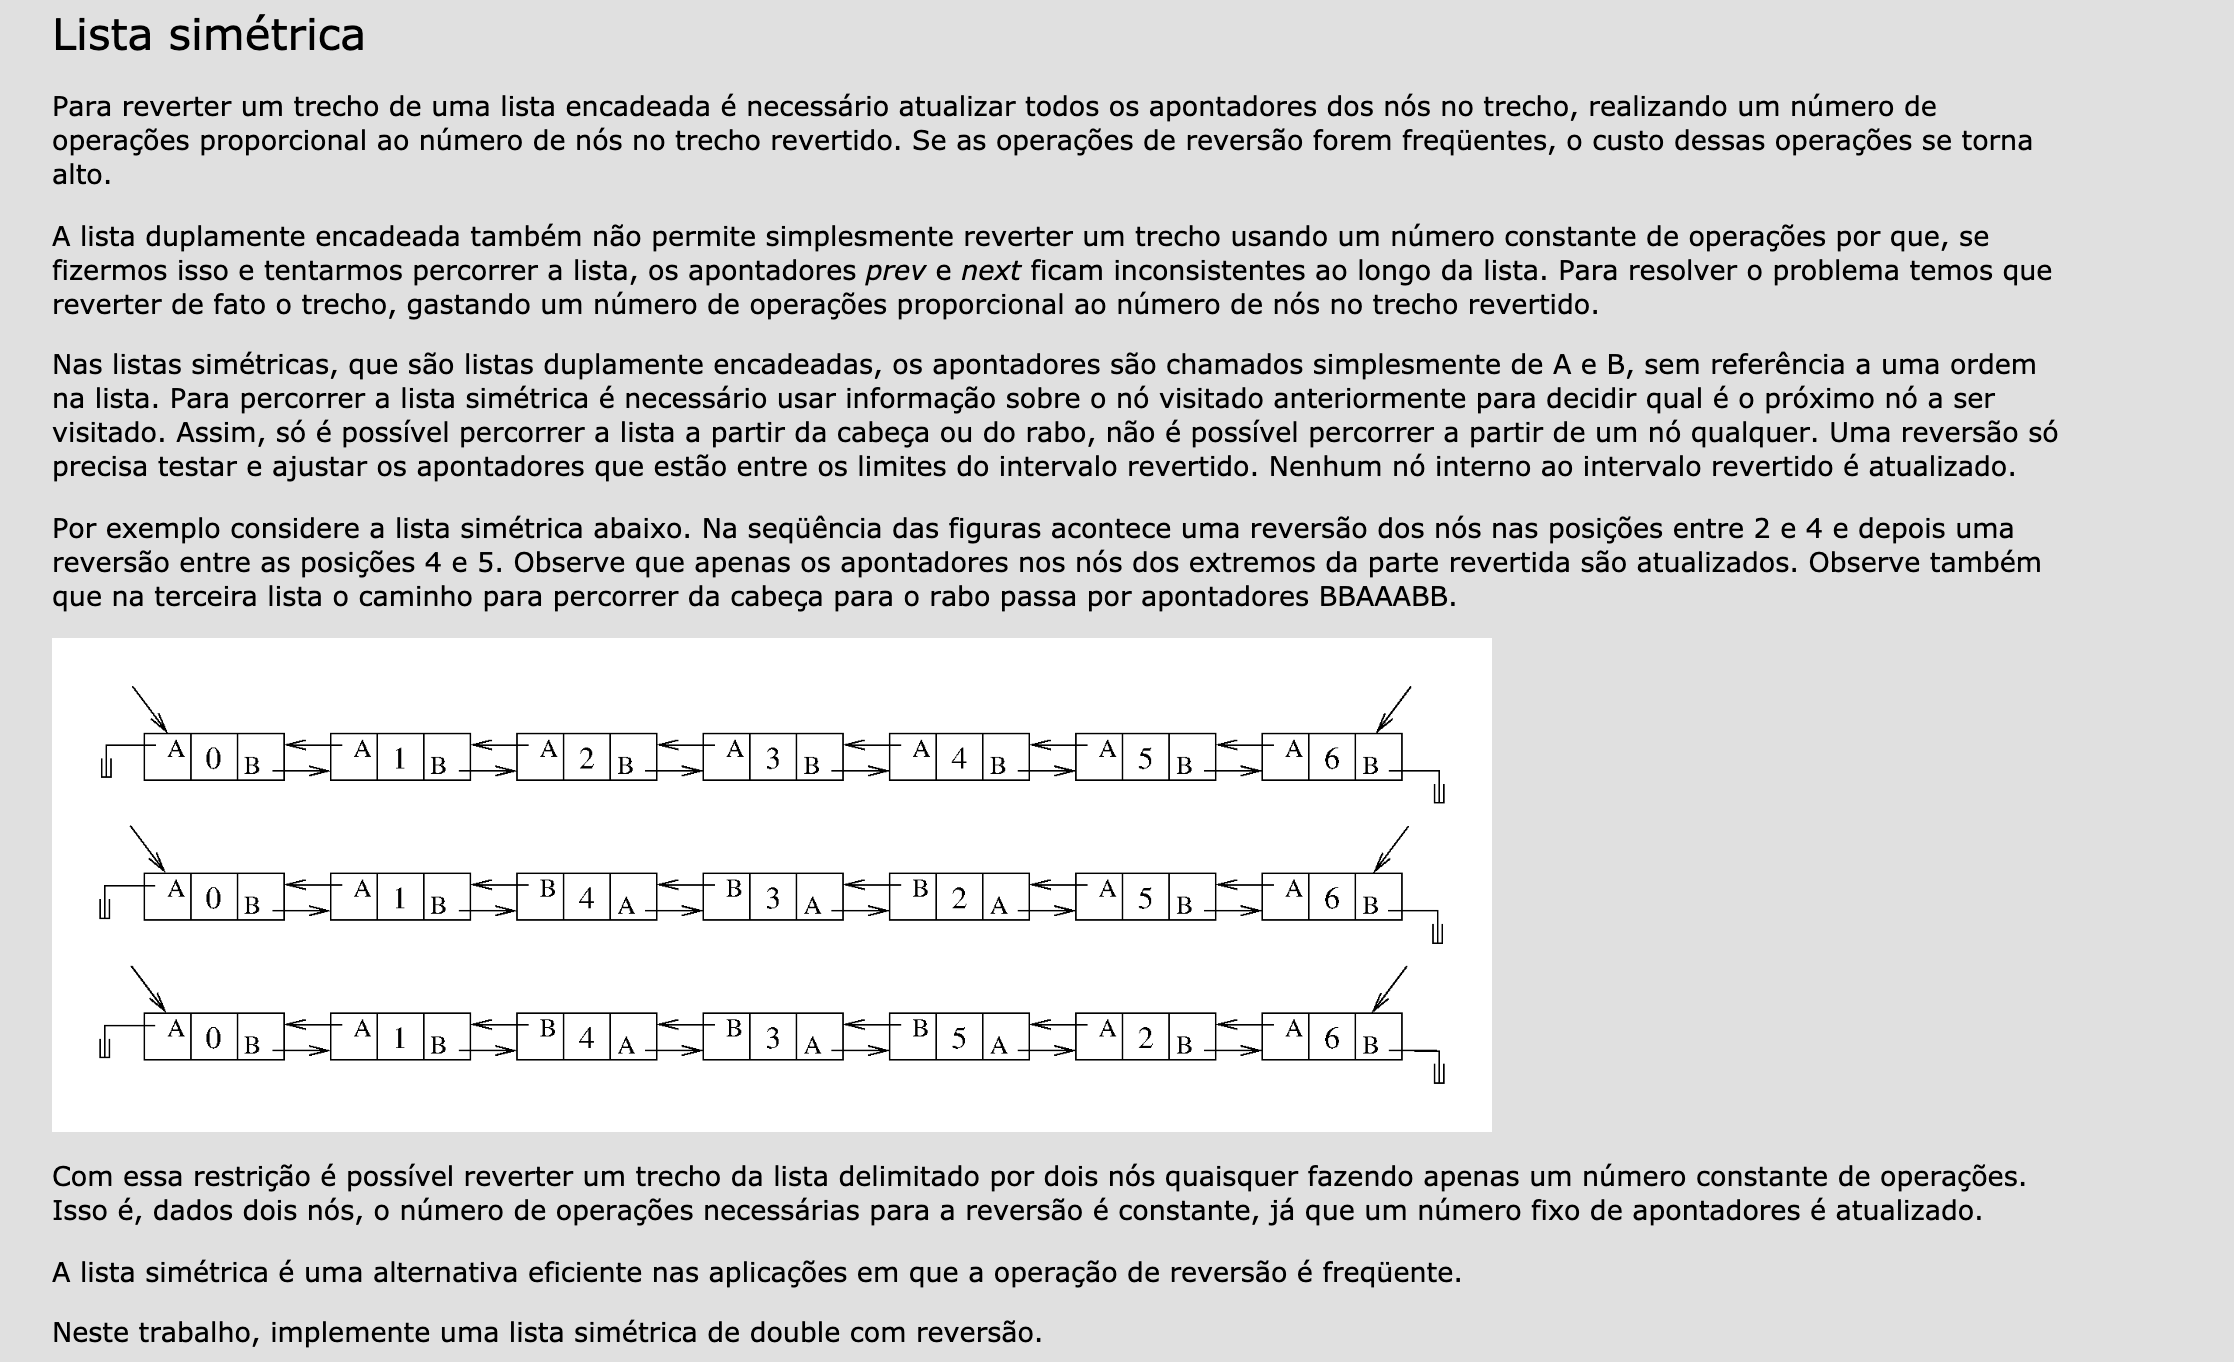 Lista simétrica
Para reverter um trecho de uma lista encadeada é necessário atualizar todos os apontadores dos nós no trecho, realizando um número de
operações proporcional ao número de nós no trecho revertido. Se as operações de reversão forem freqüentes, o custo dessas operações se torna
alto.
A lista duplamente encadeada também não permite simplesmente reverter um trecho usando um número constante de operações por que, se
fizermos isso e tentarmos percorrer a lista, os apontadores prev e next ficam inconsistentes ao longo da lista. Para resolver o problema temos que
reverter de fato o trecho, gastando um número de operações proporcional ao número de nós no trecho revertido.
Nas listas simétricas, que são listas duplamente encadeadas, os apontadores são chamados simplesmente de A e B, sem referência a uma ordem
na lista. Para percorrer a lista simétrica é necessário usar informação sobre o nó visitado anteriormente para decidir qual é o próximo nó a ser
visitado. Assim, só é possível percorrer a lista a partir da cabeça ou do rabo, não é possível percorrer a partir de um nó qualquer. Uma reversão só
precisa testar e ajustar os apontadores que estão entre os limites do intervalo revertido. Nenhum nó interno ao intervalo revertido é atualizado.
Por exemplo considere a lista simétrica abaixo. Na seqüência das figuras acontece uma reversão dos nós nas posições entre 2 e 4 e depois uma
reversão entre as posições 4 e 5. Observe que apenas os apontadores nos nós dos extremos da parte revertida são atualizados. Observe também
que na terceira lista o caminho para percorrer da cabeça para o rabo passa por apontadores BBAAABB.
A 0 B A 1 B A 2 B A 3 B A 4 B A 5 B A 6 B
A 0 B A 1 B B 4 A B 3 A B 2 A A 5 B A 6 B
A 0 B A 1 B B 4 A B 3 A B 5 A A 2 B A 6 B
Com essa restrição é possível reverter um trecho da lista delimitado por dois nós quaisquer fazendo apenas um número constante de operações.
Isso é, dados dois nós, o número de operações necessárias para a reversão é constante, já que um número fixo de apontadores é atualizado.
A lista simétrica é uma alternativa eficiente nas aplicações em que a operação de reversão é freqüente.
Neste trabalho, implemente uma lista simétrica de double com reversão.